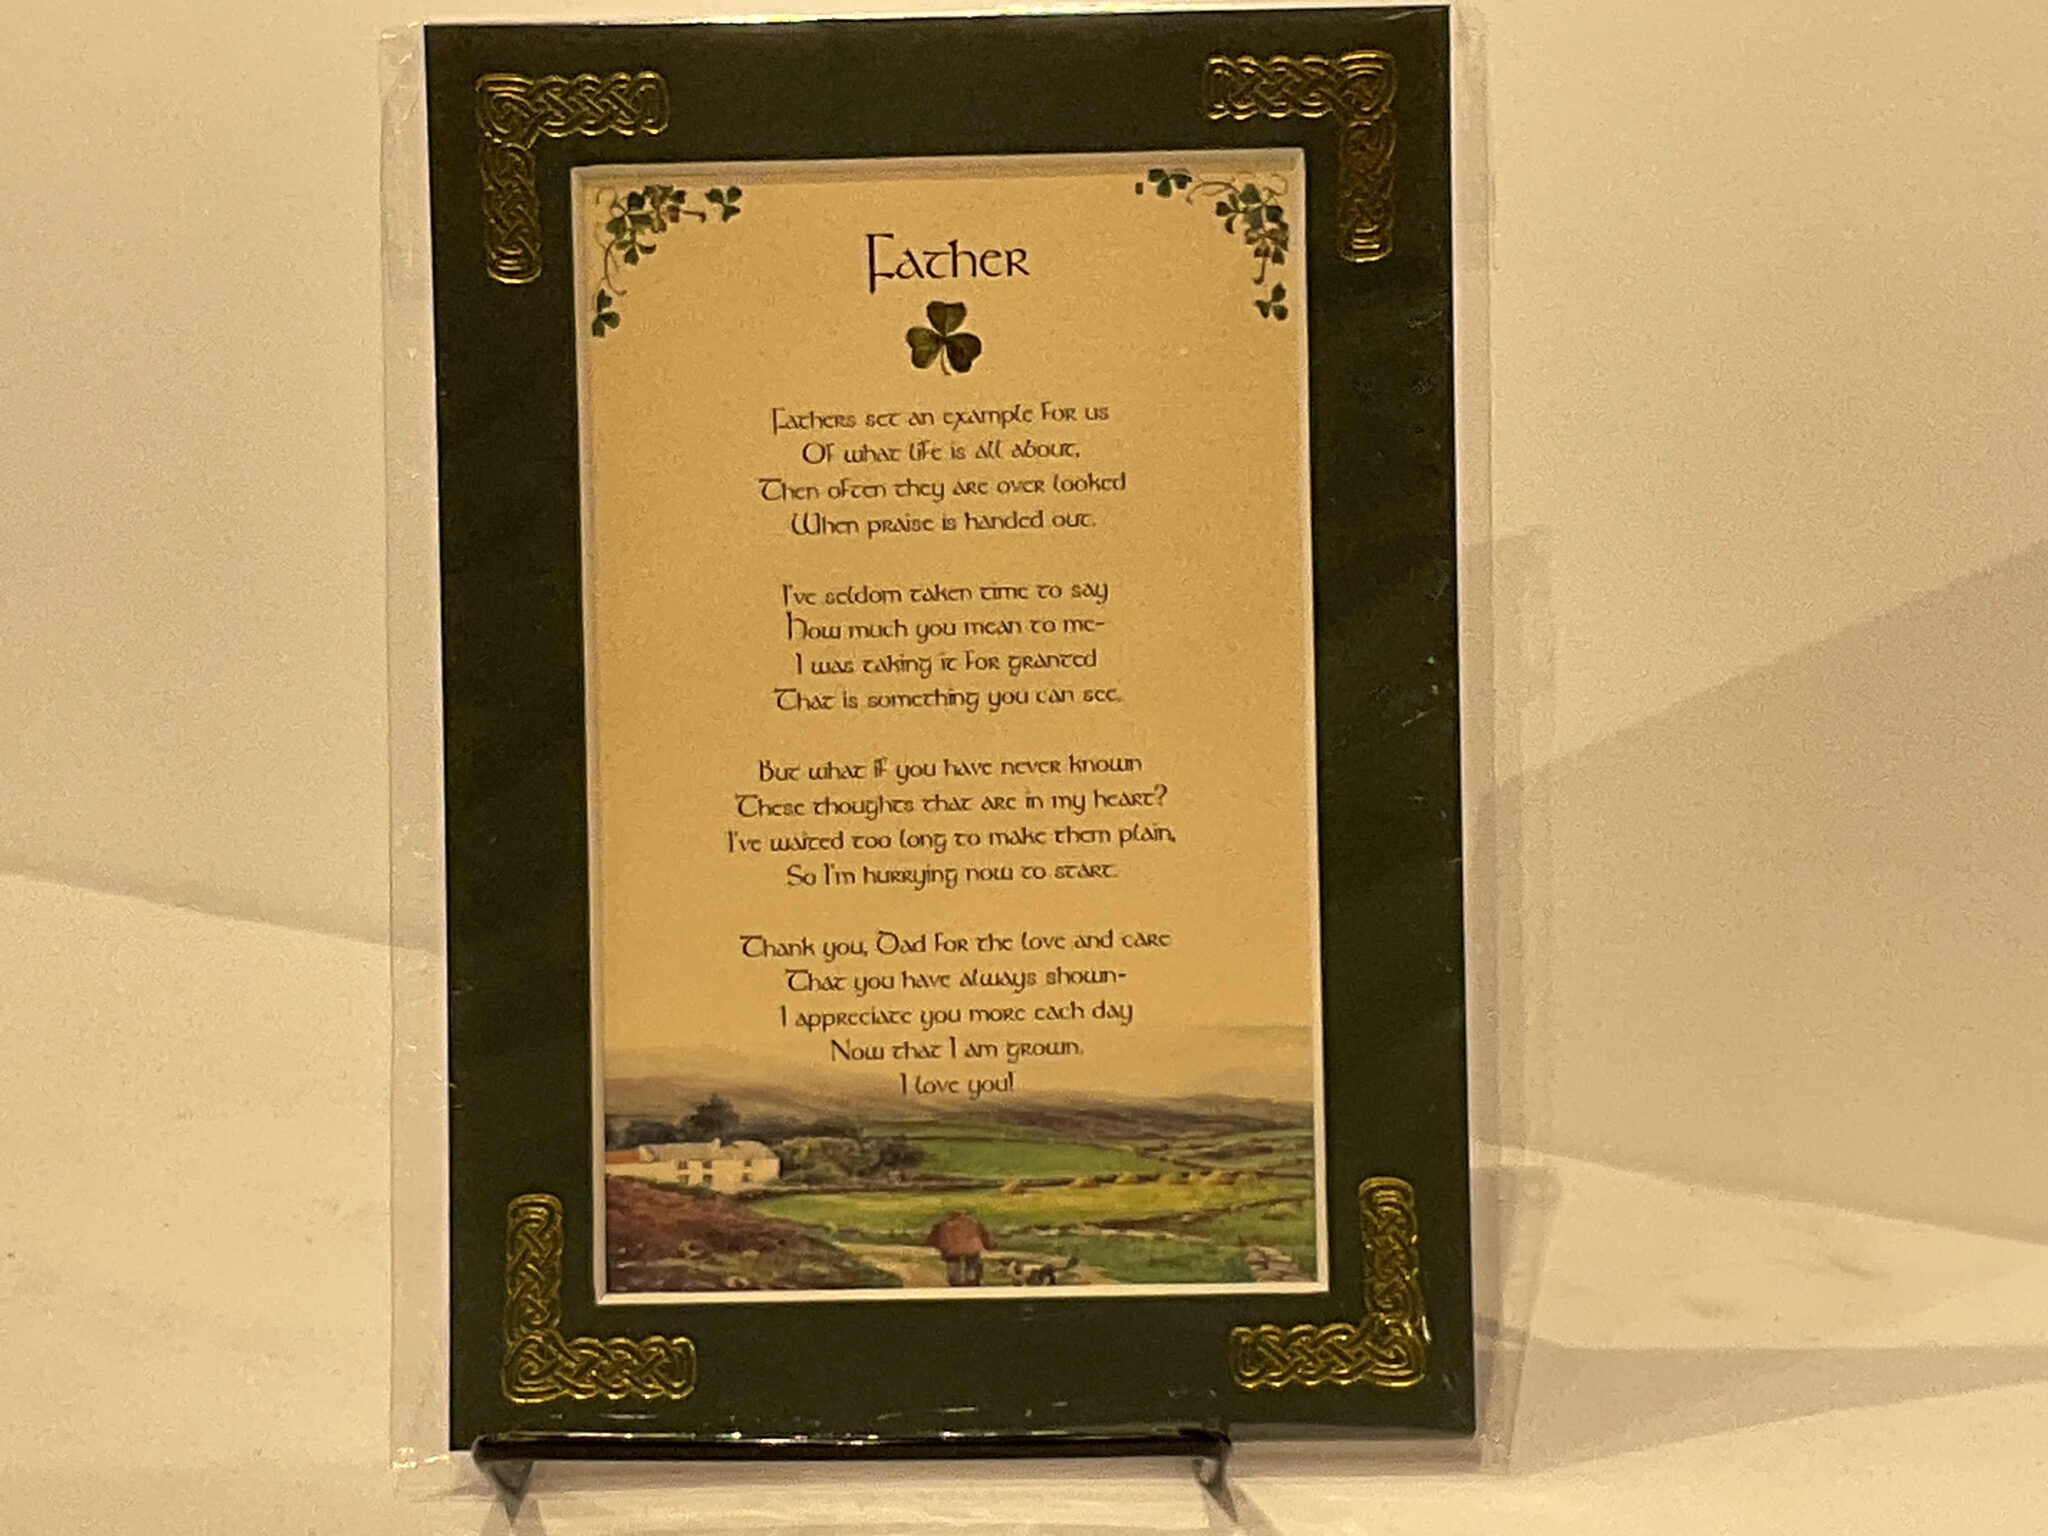 Father
Fathers set an example for us
Of what life is all about,
Then often they are over looked
When praise is handed out.
I've seldom taken time to say
How much you mean to me-
I was taking it for granted
That is something you can see.
But what if you have never known
These thoughts that are in my heart?
I've waited too long to make them plain,
So I'm hurrying now to start.
Thank you, Dad for the love and care
That you have always shown-
I appreciate you more each day
Now that I am grown,
I love you!